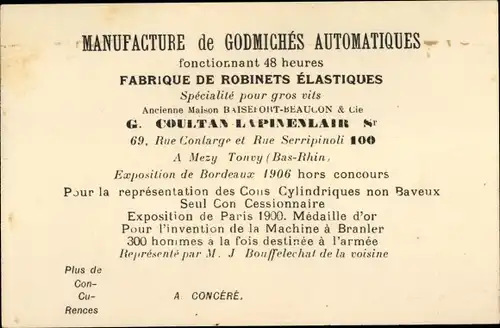 MANUFACTURE de GODMICHÉS AUTOMATIQUES
fonctionnant 48 heures
FABRIQUE DE ROBINETS ÉLASTIQUES
Spécialité pour gros vits
Ancienne Maison BAISEFORT-BEAUCON & Cie
G. COULTAN-LAPINENLAIR Sr
69, Rue Conlarge et Rue Serripinoli 100
A Mezy Tonvy (Bas-Rhin)
Exposition de Bordeaux 1906 hors concours
Pour la représentation des Cons Cylindriques non Baveux
Seul Con Cessionnaire
Exposition de Paris 1900. Médaille d'or
Pour l'invention de la Machine à Branler
300 hommes à la fois destinée à l'armée
Représenté par M. J Bouffelechat de la voisine
Plus de
Con-
Cu-
Rences
A CONCÉRÉ.